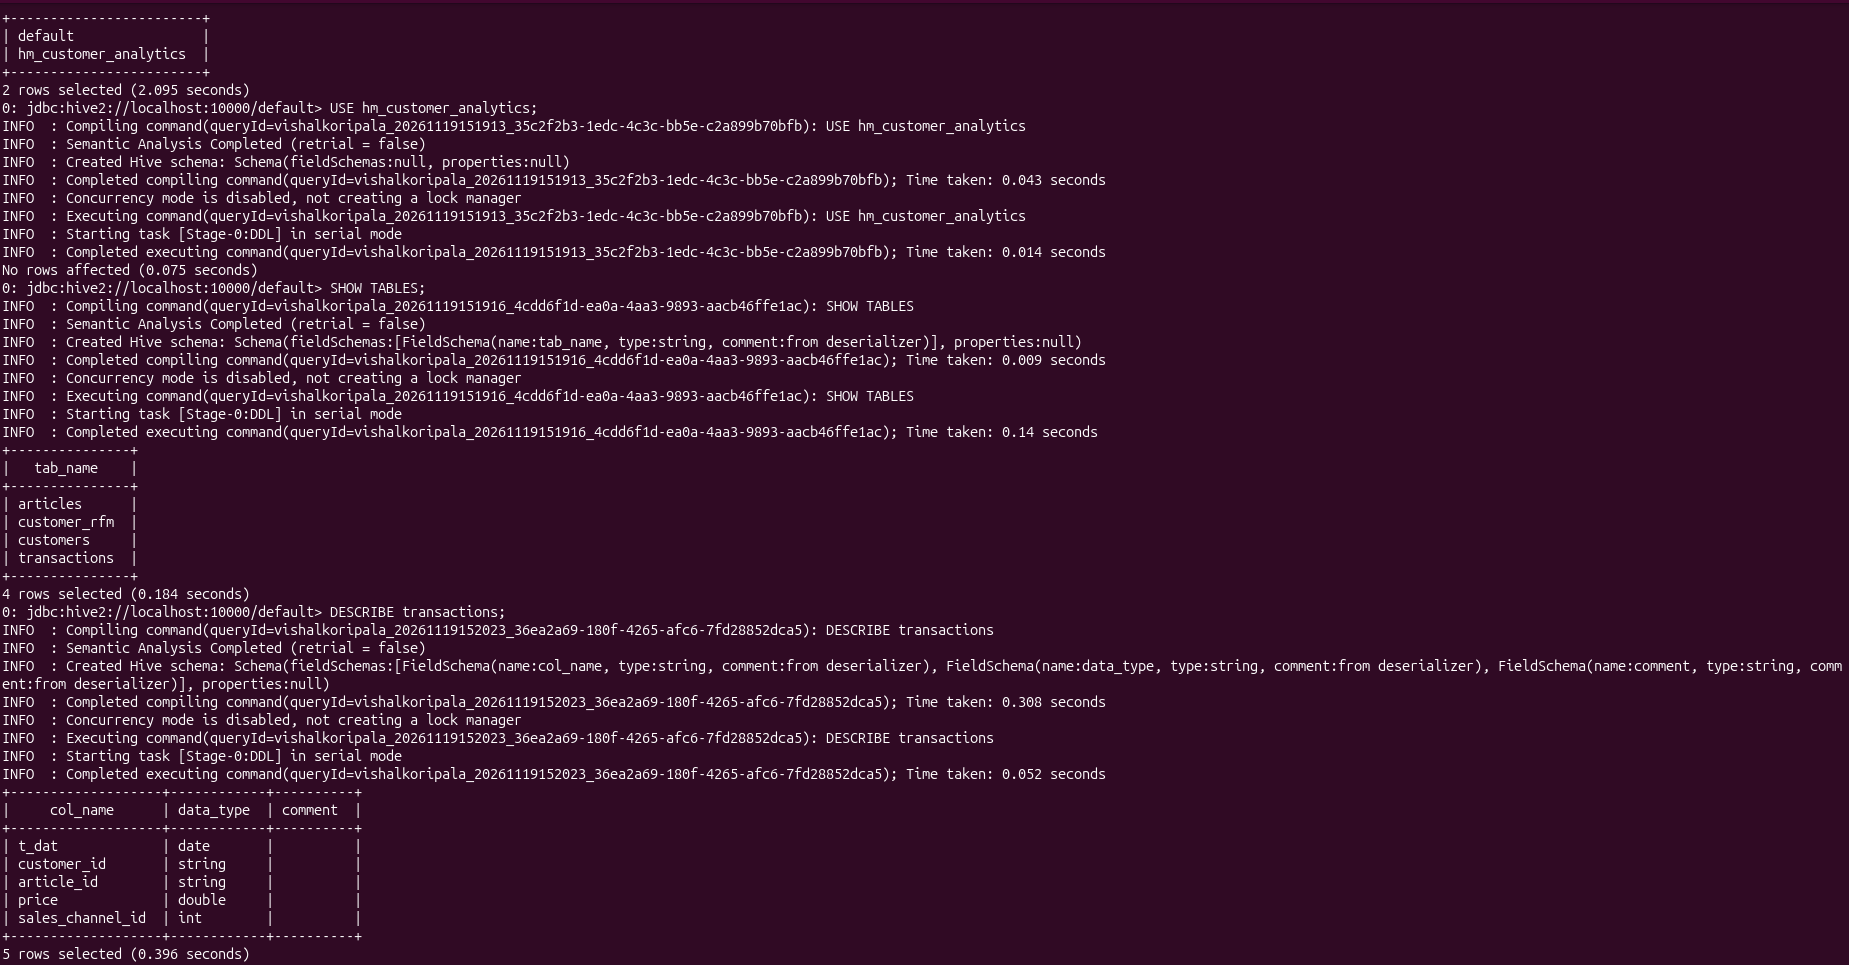 +------------------------+
| default                |
| hm_customer_analytics  |
+------------------------+
2 rows selected (2.095 seconds)
0: jdbc:hive2://localhost:10000/default> USE hm_customer_analytics;
INFO  : Compiling command(queryId=vishalkoripala_20261119151913_35c2f2b3-1edc-4c3c-bb5e-c2a899b70bfb): USE hm_customer_analytics
INFO  : Semantic Analysis Completed (retrial = false)
INFO  : Created Hive schema: Schema(fieldSchemas:null, properties:null)
INFO  : Completed compiling command(queryId=vishalkoripala_20261119151913_35c2f2b3-1edc-4c3c-bb5e-c2a899b70bfb); Time taken: 0.043 seconds
INFO  : Concurrency mode is disabled, not creating a lock manager
INFO  : Executing command(queryId=vishalkoripala_20261119151913_35c2f2b3-1edc-4c3c-bb5e-c2a899b70bfb): USE hm_customer_analytics
INFO  : Starting task [Stage-0:DDL] in serial mode
INFO  : Completed executing command(queryId=vishalkoripala_20261119151913_35c2f2b3-1edc-4c3c-bb5e-c2a899b70bfb); Time taken: 0.014 seconds
No rows affected (0.075 seconds)
0: jdbc:hive2://localhost:10000/default> SHOW TABLES;
INFO  : Compiling command(queryId=vishalkoripala_20261119151916_4cdd6f1d-ea0a-4aa3-9893-aacb46ffe1ac): SHOW TABLES
INFO  : Semantic Analysis Completed (retrial = false)
INFO  : Created Hive schema: Schema(fieldSchemas:[FieldSchema(name:tab_name, type:string, comment:from deserializer)], properties:null)
INFO  : Completed compiling command(queryId=vishalkoripala_20261119151916_4cdd6f1d-ea0a-4aa3-9893-aacb46ffe1ac); Time taken: 0.009 seconds
INFO  : Concurrency mode is disabled, not creating a lock manager
INFO  : Executing command(queryId=vishalkoripala_20261119151916_4cdd6f1d-ea0a-4aa3-9893-aacb46ffe1ac): SHOW TABLES
INFO  : Starting task [Stage-0:DDL] in serial mode
INFO  : Completed executing command(queryId=vishalkoripala_20261119151916_4cdd6f1d-ea0a-4aa3-9893-aacb46ffe1ac); Time taken: 0.14 seconds
+---------------+
|   tab_name    |
+---------------+
| articles      |
| customer_rfm  |
| customers     |
| transactions  |
+---------------+
4 rows selected (0.184 seconds)
0: jdbc:hive2://localhost:10000/default> DESCRIBE transactions;
INFO  : Compiling command(queryId=vishalkoripala_20261119152023_36ea2a69-180f-4265-afc6-7fd28852dca5): DESCRIBE transactions
INFO  : Semantic Analysis Completed (retrial = false)
INFO  : Created Hive schema: Schema(fieldSchemas:[FieldSchema(name:col_name, type:string, comment:from deserializer), FieldSchema(name:data_type, type:string, comment:from deserializer), FieldSchema(name:comment, type:string, comm
ent:from deserializer)], properties:null)
INFO  : Completed compiling command(queryId=vishalkoripala_20261119152023_36ea2a69-180f-4265-afc6-7fd28852dca5); Time taken: 0.308 seconds
INFO  : Concurrency mode is disabled, not creating a lock manager
INFO  : Executing command(queryId=vishalkoripala_20261119152023_36ea2a69-180f-4265-afc6-7fd28852dca5): DESCRIBE transactions
INFO  : Starting task [Stage-0:DDL] in serial mode
INFO  : Completed executing command(queryId=vishalkoripala_20261119152023_36ea2a69-180f-4265-afc6-7fd28852dca5); Time taken: 0.052 seconds
+-------------------+------------+----------+
|     col_name      | data_type  | comment  |
+-------------------+------------+----------+
| t_dat             | date       |          |
| customer_id       | string     |          |
| article_id        | string     |          |
| price             | double     |          |
| sales_channel_id  | int        |          |
+-------------------+------------+----------+
5 rows selected (0.396 seconds)